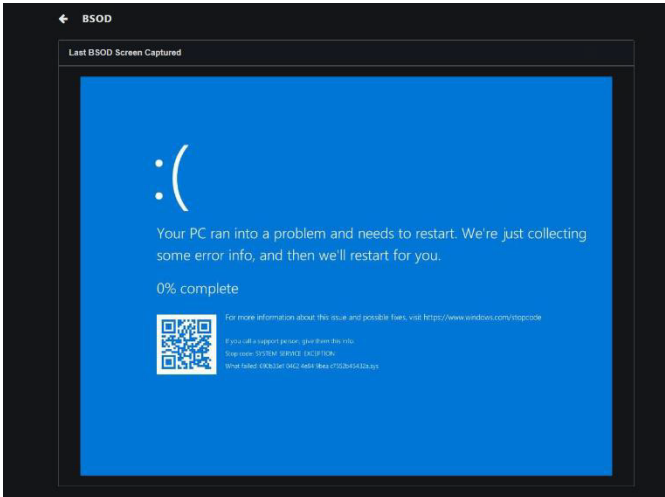 BSOD
Last BSOD Screen Captured
:(
Your PC ran into a problem and needs to restart. We're just collecting
some error info, and then we'll restart for you.
0% complete
For more information about this issue and possible fixes, visit https://www.windows.com/stopcode
If you call a support person, give them this info:
Stop code: SYSTEM SERVICE EXCEPTION
What failed: